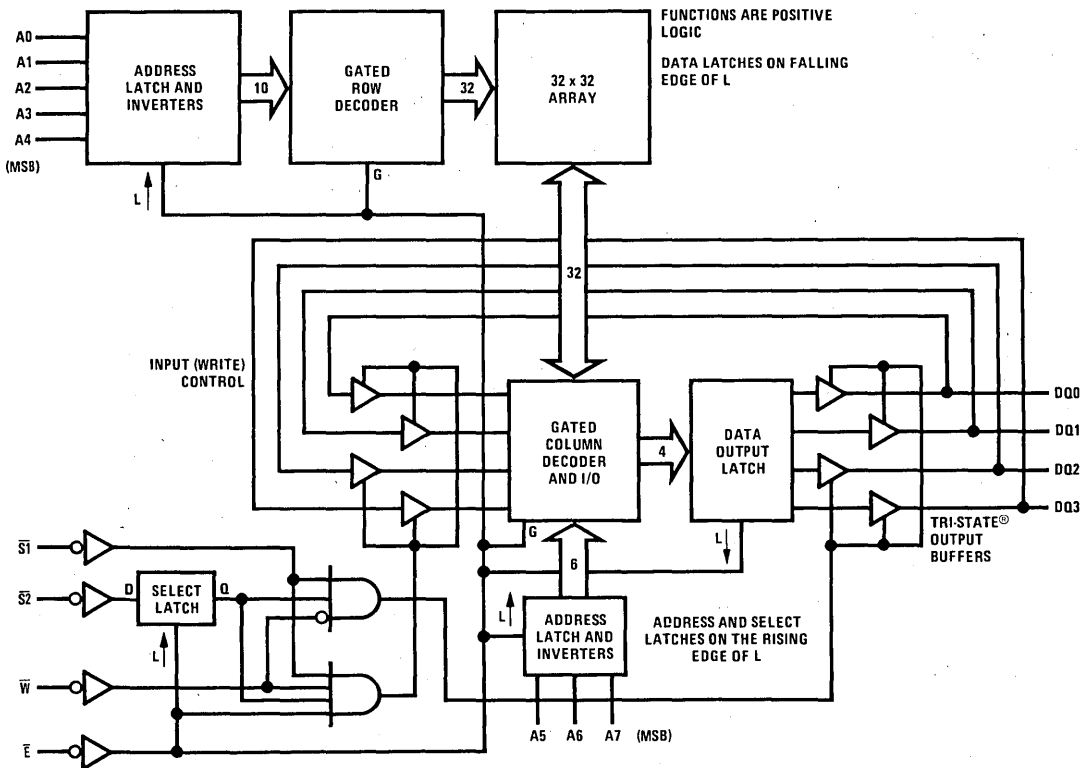 FUNCTIONS ARE POSITIVE
LOGIC
DATA LATCHES ON FALLING
EDGE OF L
A0
A1
A2
A3
A4
(MSB)
ADDRESS
LATCH AND
INVERTERS
10
GATED
ROW
DECODER
32
32 x 32
ARRAY
L
G
32
INPUT (WRITE)
CONTROL
GATED
COLUMN
DECODER
AND I/O
4
DATA
OUTPUT
LATCH
DQ0
DQ1
DQ2
DQ3
TRI-STATE®
OUTPUT
BUFFERS
G
L
6
S̅1̅
S̅2̅
D
SELECT
LATCH
Q
L
W̅
E̅
L
ADDRESS
LATCH AND
INVERTERS
ADDRESS AND SELECT
LATCHES ON THE RISING
EDGE OF L
A5
A6
A7
(MSB)